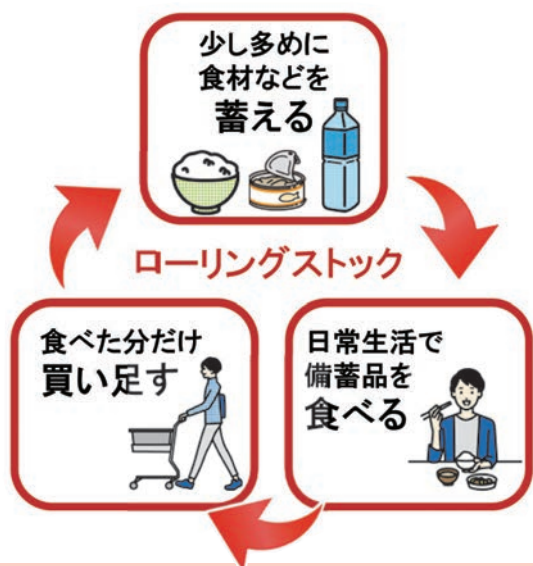 少し多めに
食材などを
蓄える
ローリングストック
食べた分だけ
買い足す
日常生活で
備蓄品を
食べる